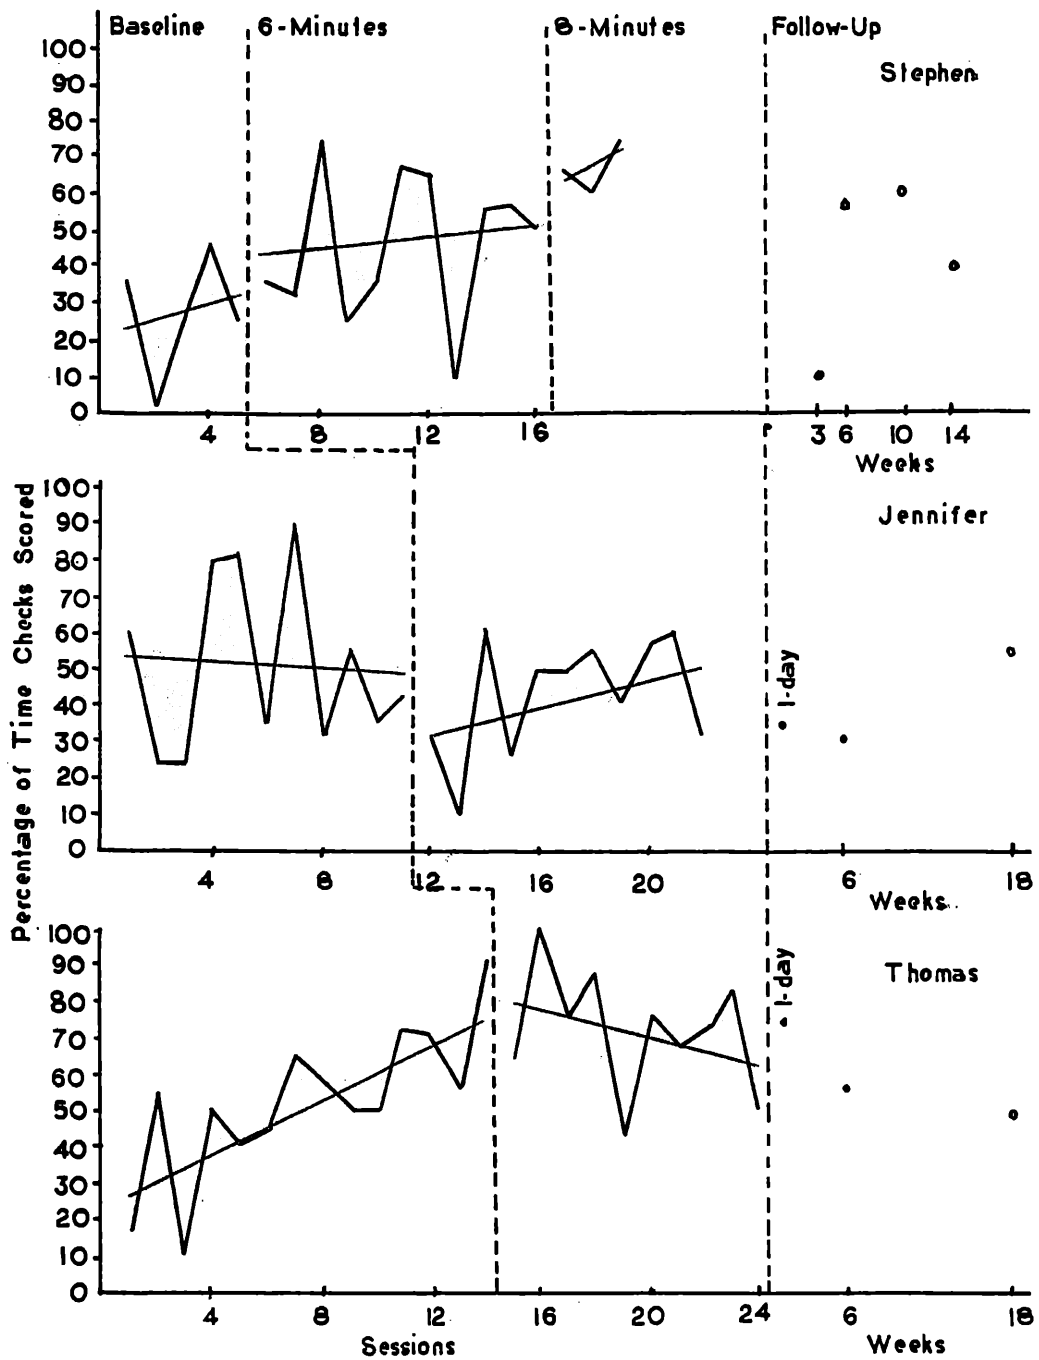 Baseline 6-Minutes 8-Minutes Follow-Up
Stephen
100
90
80
70
60
50
40
30
20
10
0
4 8 12 16 3 6 10 14
Weeks
Percentage of Time Checks Scored
Jennifer
100
90
80
70
60
50
40
30
20
10
0
1-day
4 8 12 16 20 6 18
Weeks
Thomas
100
90
80
70
60
50
40
30
20
10
0
1-day
4 8 12 16 20 24 6 18
Sessions Weeks